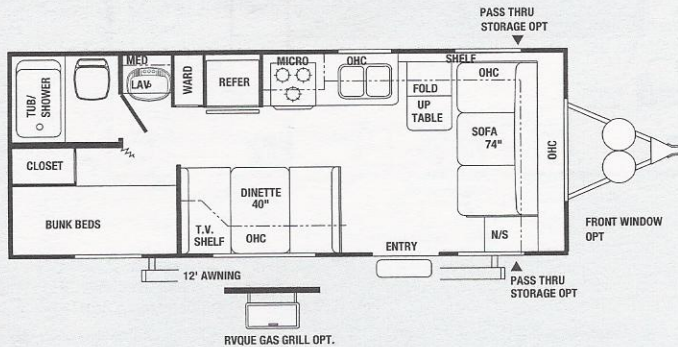 PASS THRU
STORAGE OPT
MED
MICRO
OHC
SHELF
LAV
WARD
REFER
FOLD
UP
TABLE
OHC
TUB/
SHOWER
SOFA
74"
OHC
CLOSET
DINETTE
40"
BUNK BEDS
T.V.
SHELF
OHC
N/S
FRONT WINDOW
OPT
ENTRY
12' AWNING
PASS THRU
STORAGE OPT
RVQUE GAS GRILL OPT.